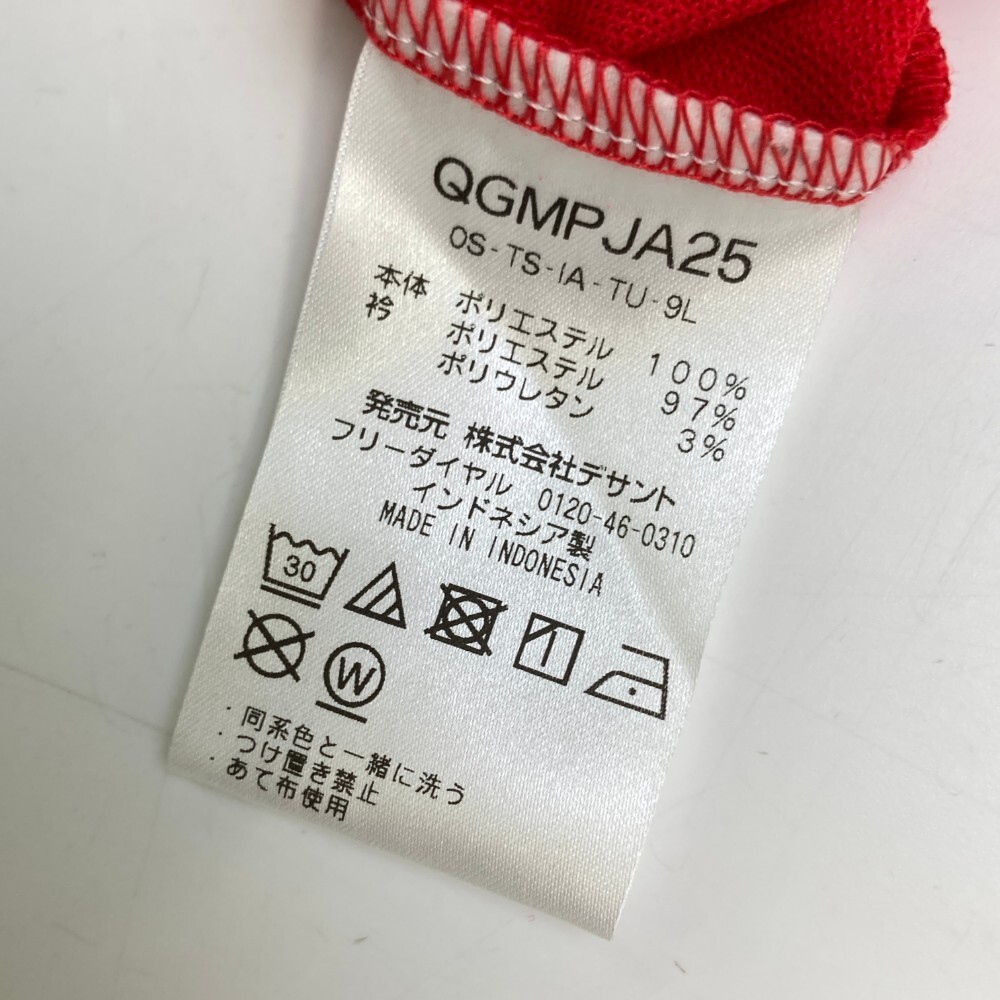 QGMPJA25
OS-TS-IA-TU-9L
本体 ポリエステル 100%
衿 ポリエステル 97%
ポリウレタン 3%
発売元 株式会社デサント
フリーダイヤル 0120-46-0310
インドネシア製
MADE IN INDONESIA
30
W
・同系色と一緒に洗う
・つけ置き禁止
・あて布使用